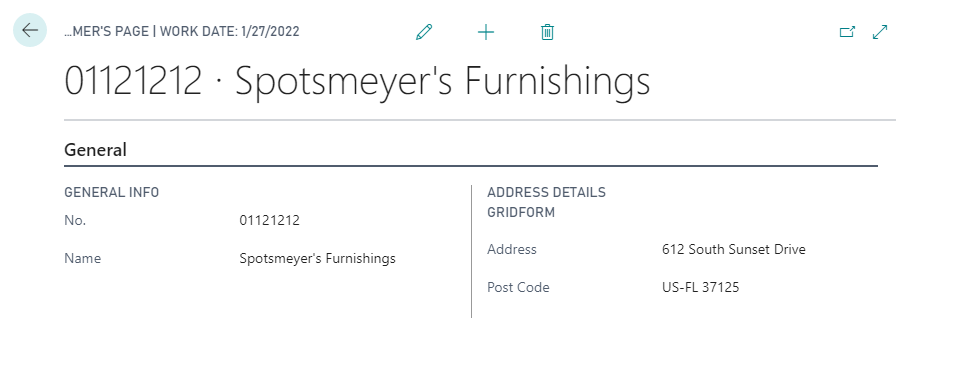 …MER'S PAGE | WORK DATE: 1/27/2022
01121212 · Spotsmeyer's Furnishings
General
GENERAL INFO
No. 01121212
Name Spotsmeyer's Furnishings
ADDRESS DETAILS
GRIDFORM
Address 612 South Sunset Drive
Post Code US-FL 37125